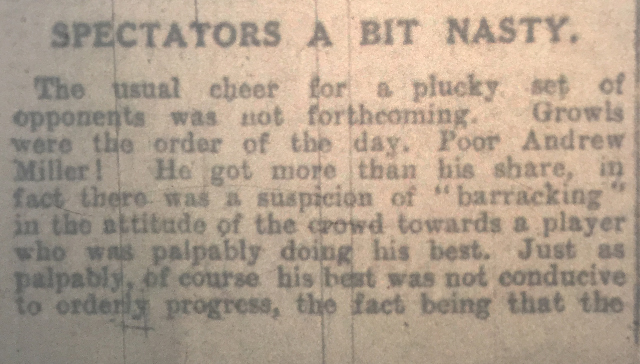 SPECTATORS A BIT NASTY.
The usual cheer for a plucky set of
opponents was not forthcoming. Growls
were the order of the day. Poor Andrew
Miller! He got more than his share, in
fact there was a suspicion of "barracking"
in the attitude of the crowd towards a player
who was palpably doing his best. Just as
palpably, of course his best was not conducive
to orderly progress, the fact being that the